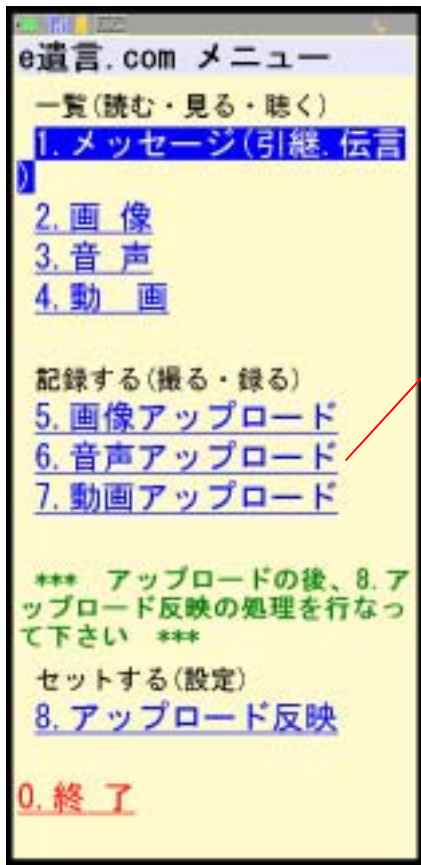 e遺言.com メニュー
一覧(読む・見る・聴く)
1.メッセージ(引継.伝言
)
2.画 像
3.音 声
4.動　画
記録する(撮る・録る)
5.画像アップロード
6.音声アップロード
7.動画アップロード
*** アップロードの後、8.ア
ップロード反映の処理を行なっ
て下さい ***
セットする(設定)
8.アップロード反映
0.終 了